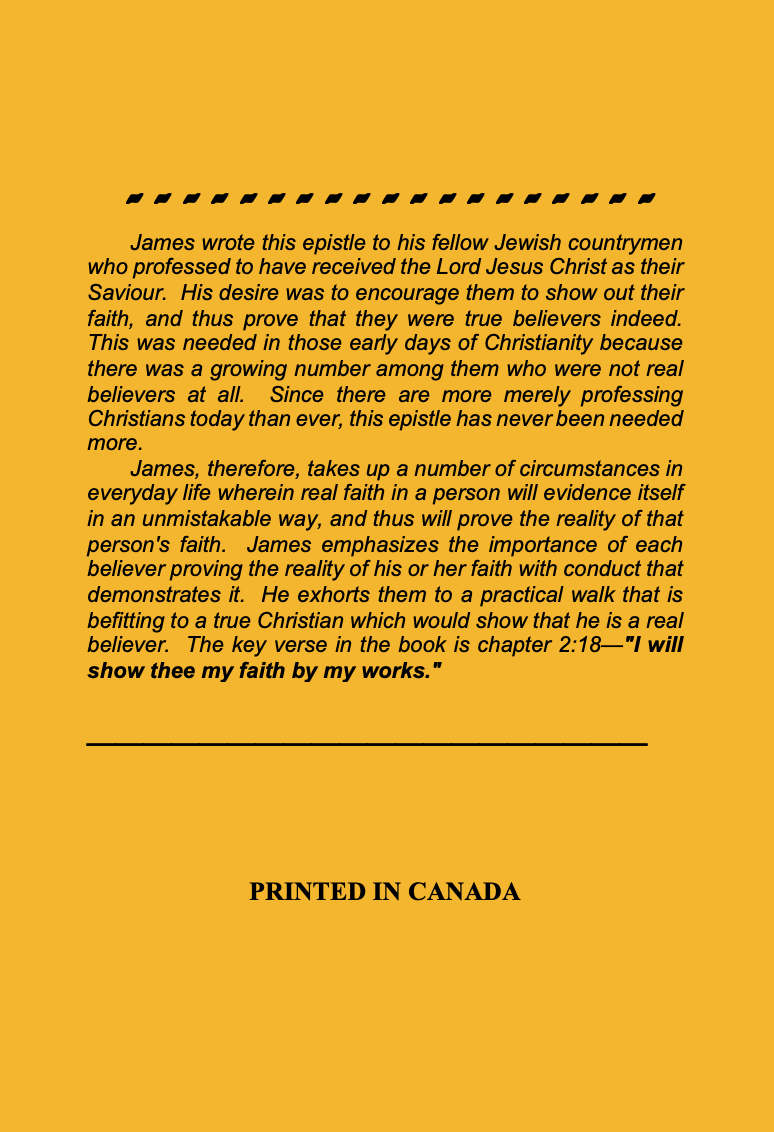 James wrote this epistle to his fellow Jewish countrymen
who professed to have received the Lord Jesus Christ as their
Saviour.  His desire was to encourage them to show out their
faith, and thus prove that they were true believers indeed.
This was needed in those early days of Christianity because
there was a growing number among them who were not real
believers at all.  Since there are more merely professing
Christians today than ever, this epistle has never been needed
more.
James, therefore, takes up a number of circumstances in
everyday life wherein real faith in a person will evidence itself
in an unmistakable way, and thus will prove the reality of that
person's faith.  James emphasizes the importance of each
believer proving the reality of his or her faith with conduct that
demonstrates it.  He exhorts them to a practical walk that is
befitting to a true Christian which would show that he is a real
believer.  The key verse in the book is chapter 2:18—"I will
show thee my faith by my works."
PRINTED IN CANADA